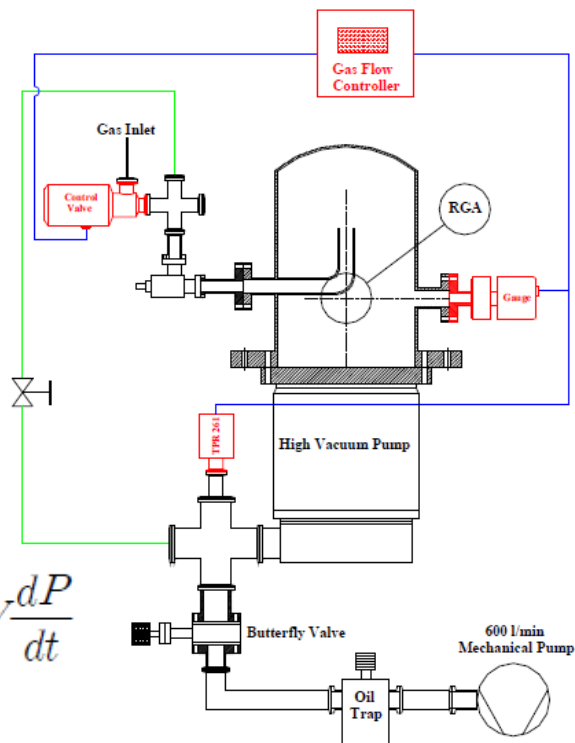 Gas Flow
Controller
Gas Inlet
Control
Valve
RGA
Gauge
TPR 261
High Vacuum Pump
dP
dt
Butterfly Valve
600 l/min
Mechanical Pump
Oil
Trap